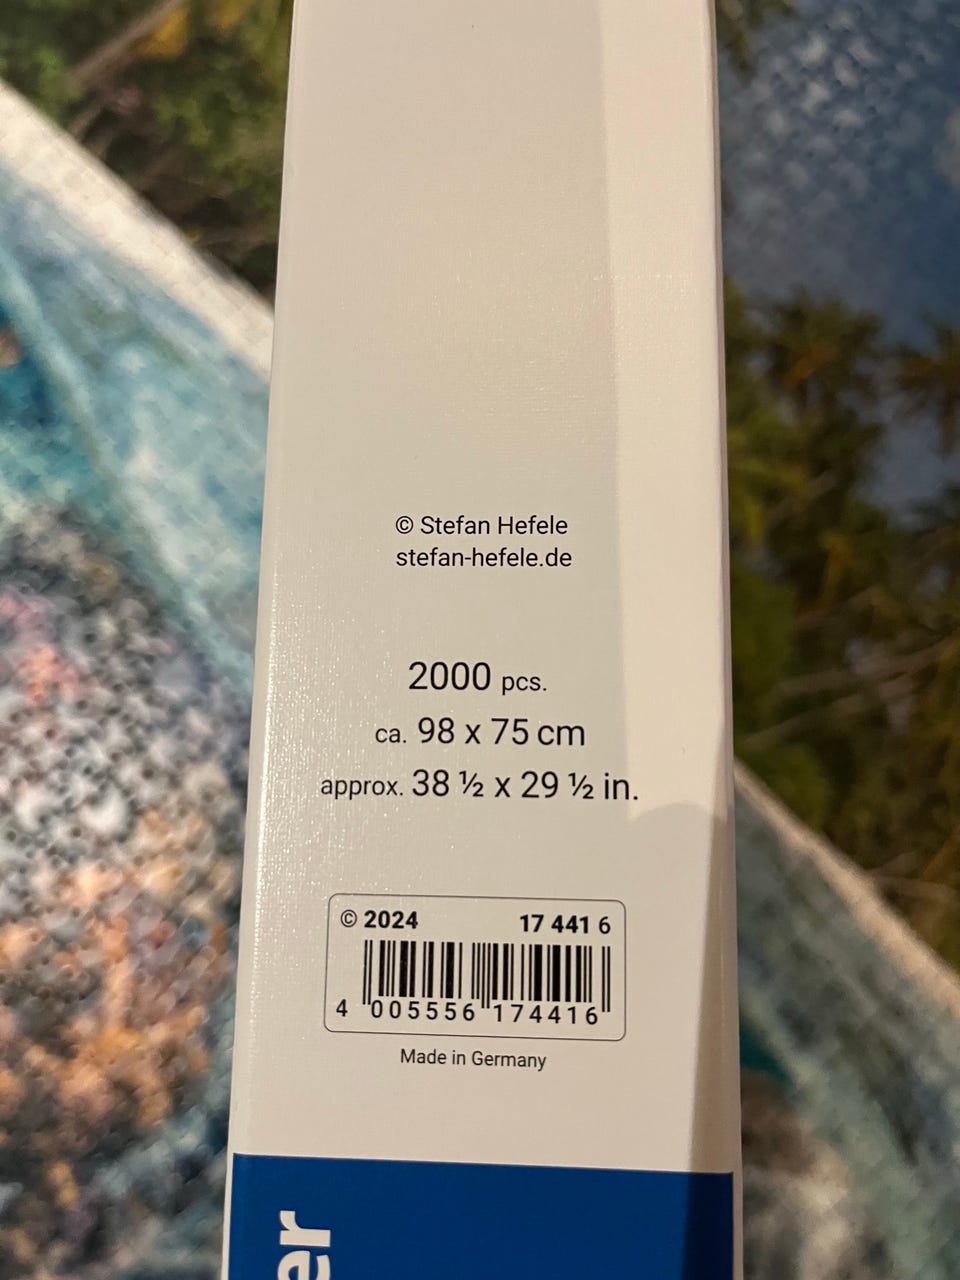 © Stefan Hefele
stefan-hefele.de
2000 pcs.
ca. 98 x 75 cm
approx. 38 ½ x 29 ½ in.
© 2024 17 441 6
4 005556 174416
Made in Germany
er